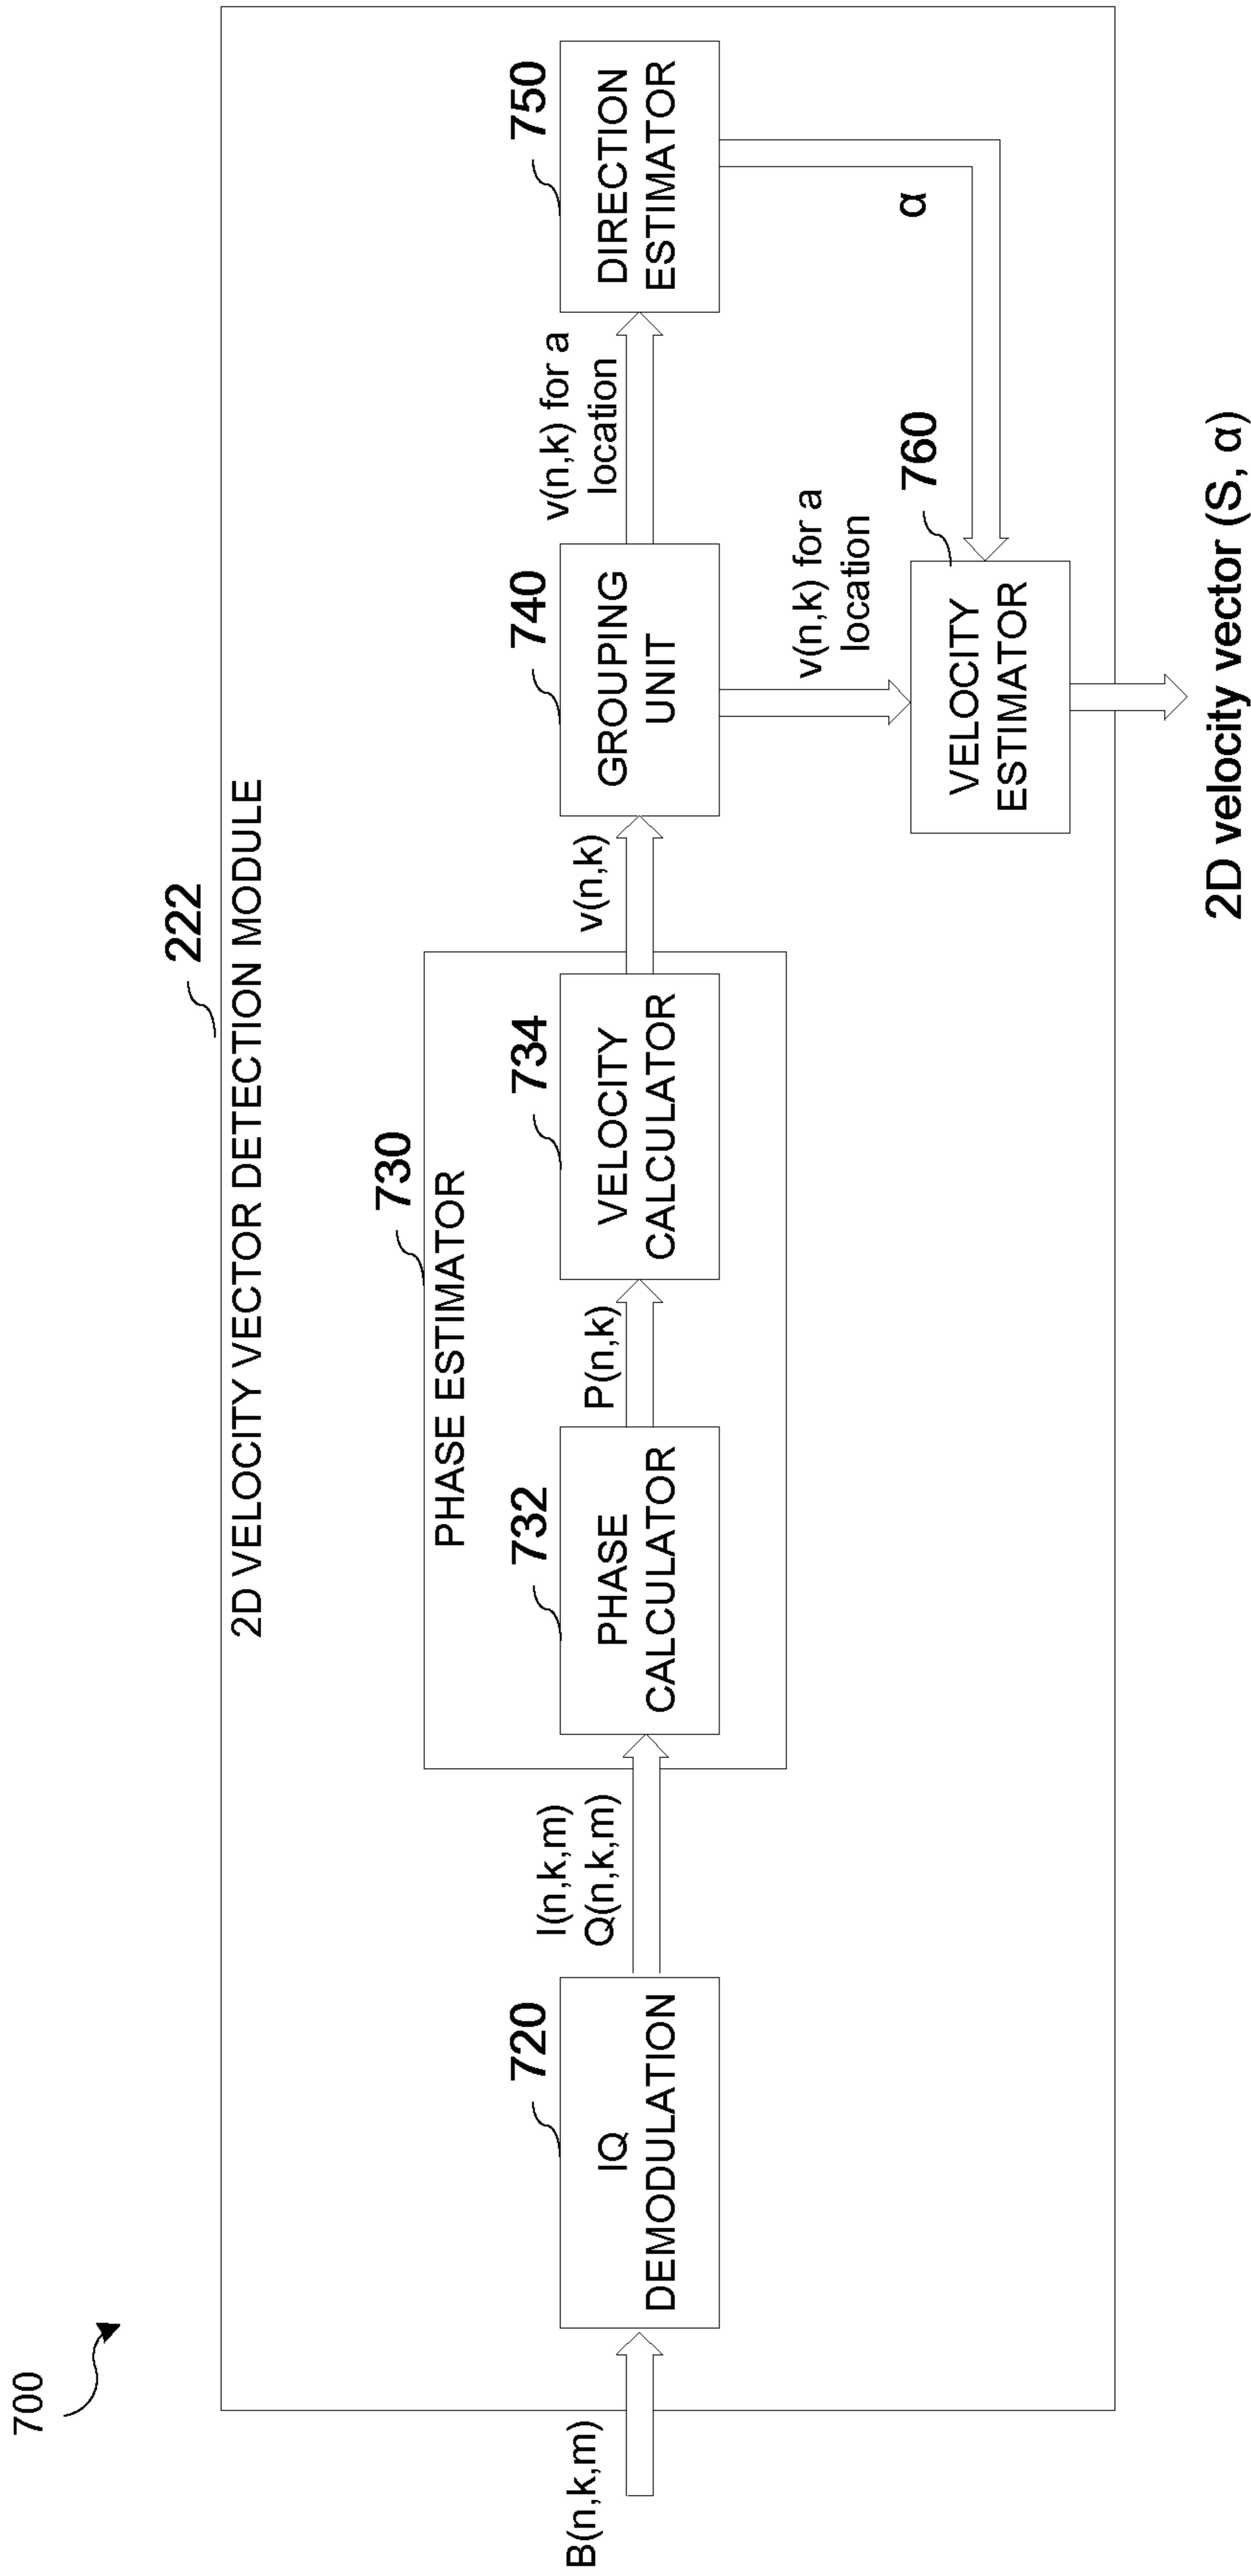 700
222
2D VELOCITY VECTOR DETECTION MODULE
730
PHASE ESTIMATOR
B(n,k,m)
720
IQ
DEMODULATION
I(n,k,m)
Q(n,k,m)
732
PHASE
CALCULATOR
P(n,k)
734
VELOCITY
CALCULATOR
v(n,k)
740
GROUPING
UNIT
v(n,k) for a
location
750
DIRECTION
ESTIMATOR
v(n,k) for a
location
α
760
VELOCITY
ESTIMATOR
2D velocity vector (S, α)